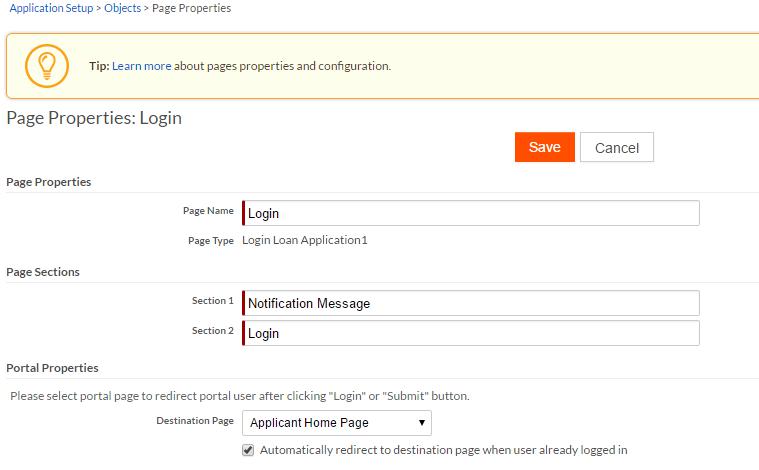 Application Setup > Objects > Page Properties
Tip: Learn more about pages properties and configuration.
Page Properties: Login
Save Cancel
Page Properties
Page Name Login
Page Type Login Loan Application1
Page Sections
Section 1 Notification Message
Section 2 Login
Portal Properties
Please select portal page to redirect portal user after clicking "Login" or "Submit" button.
Destination Page Applicant Home Page
Automatically redirect to destination page when user already logged in